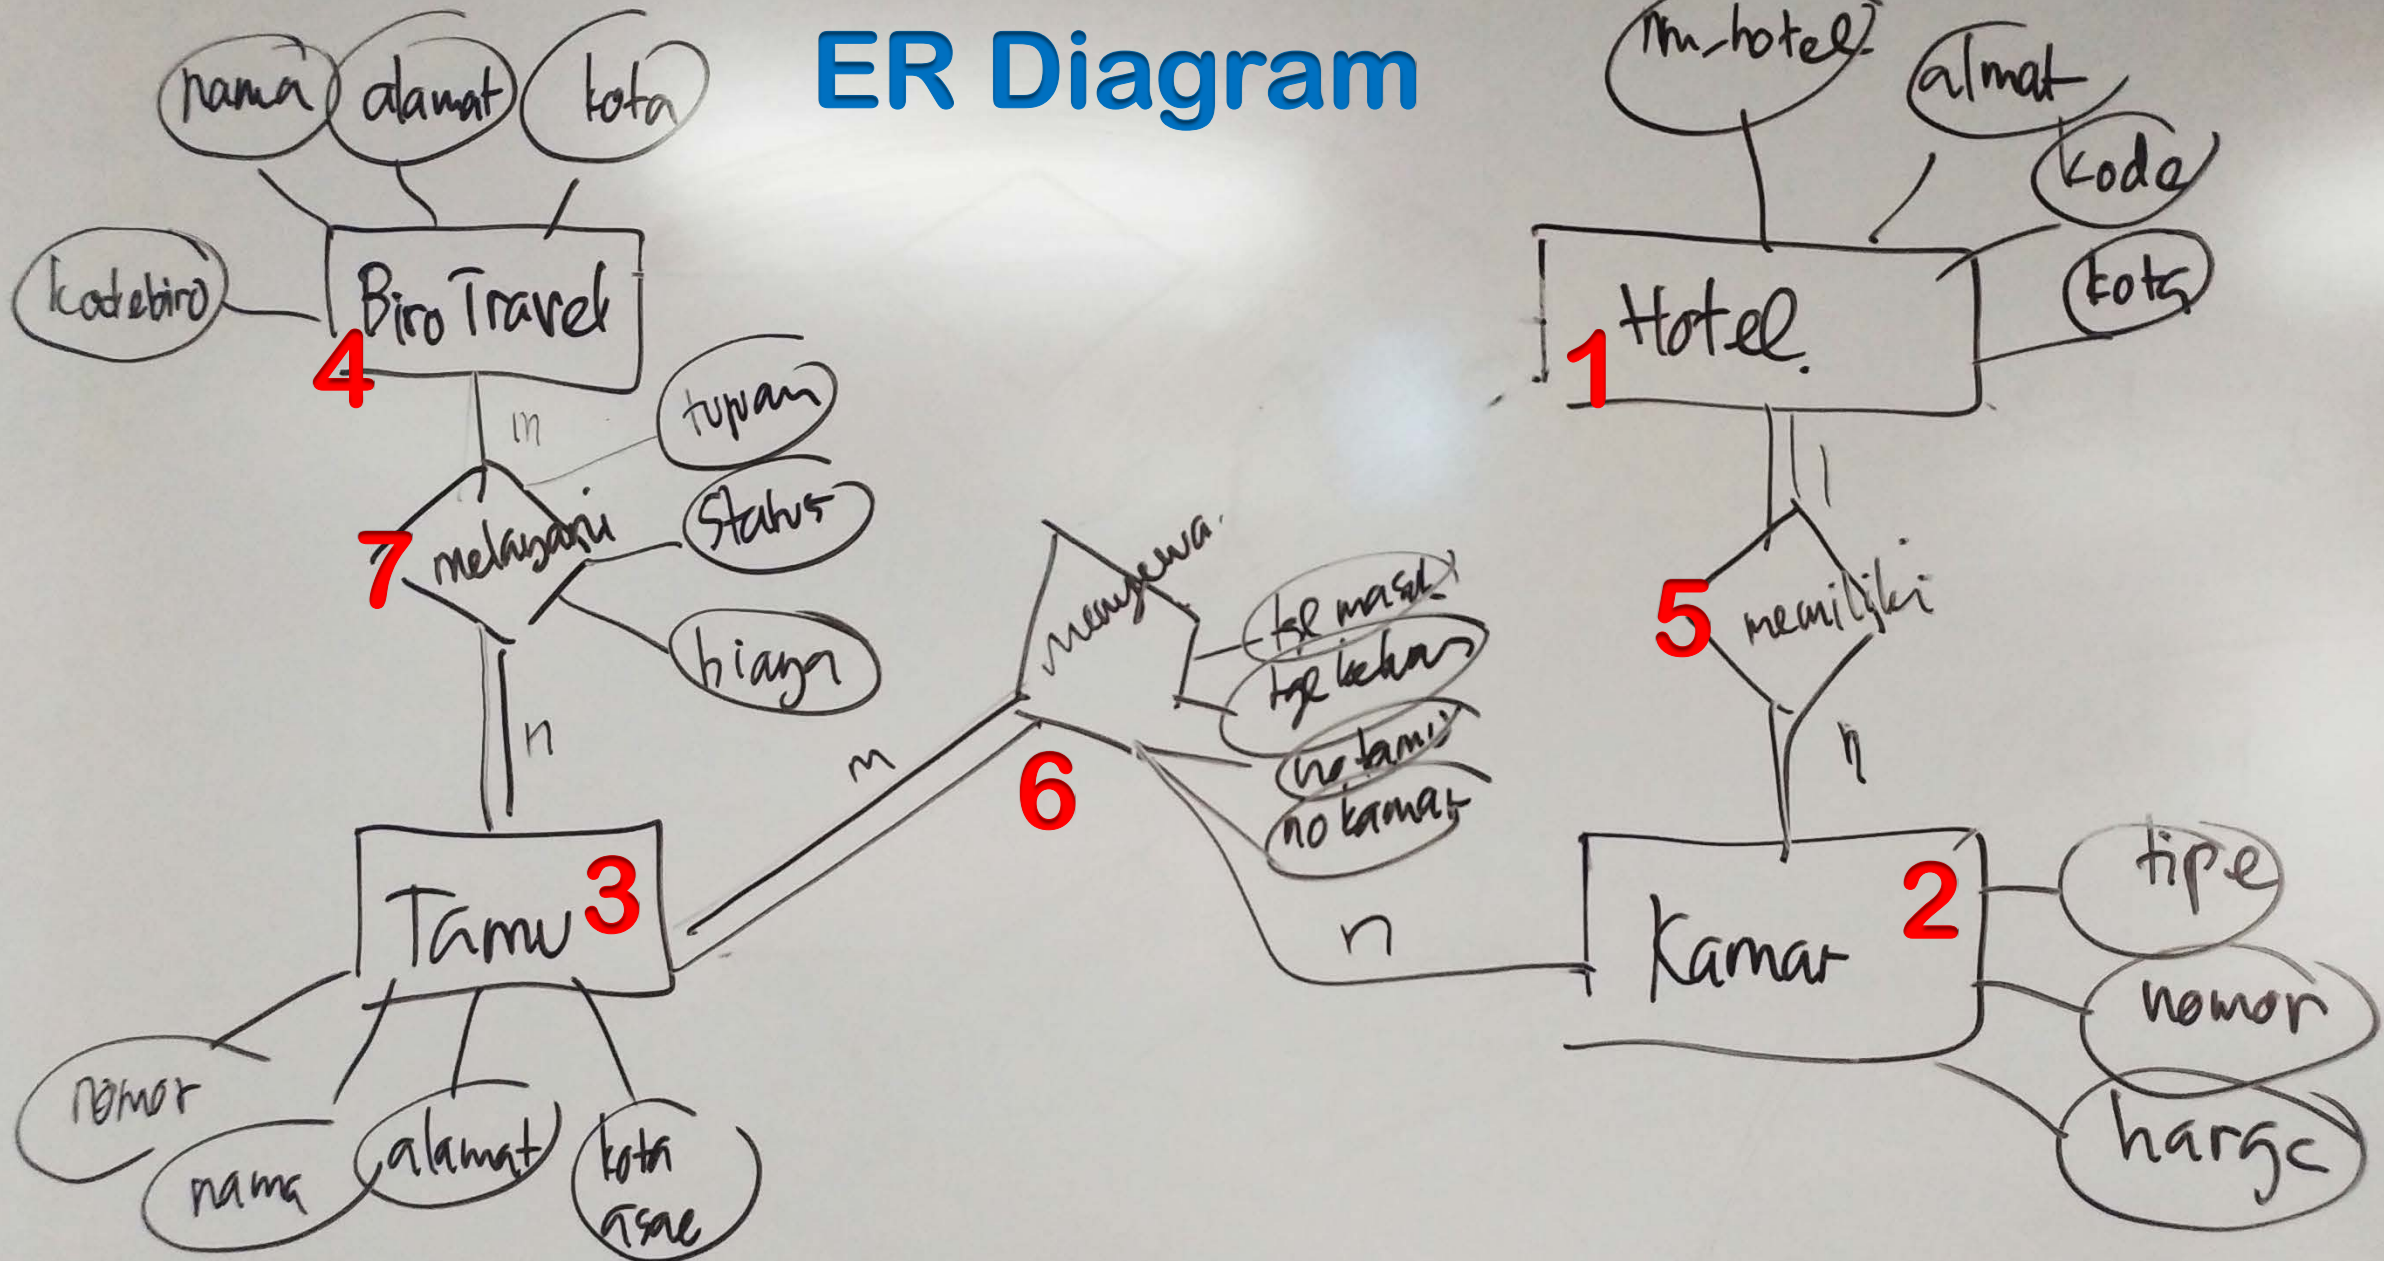 ER Diagram
nama
alamat
kota
nm_hotel
almat
kode
kota
kodebiro
Biro Travel
4
Hotel
1
m
tujuan
1
7
melayani
status
menyewa
tgl masuk
5
memiliki
biaya
tgl keluar
n
m
6
no tamu
no kamar
n
Tamu
3
n
Kamar
2
tipe
nomor
harga
nomor
nama
alamat
kota
asal